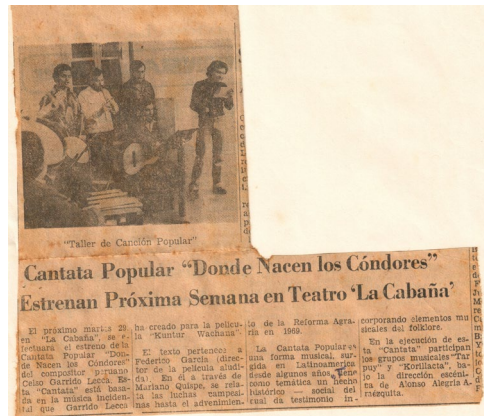 "Taller de Canción Popular"
Cantata Popular "Donde Nacen los Cóndores"
Estrenan Próxima Semana en Teatro 'La Cabaña'
El próximo martes 29
en "La Cabaña", se e-
fectuará el estreno de la
Cantata Popular "Don-
de Nacen los Cóndores"
del compositor peruano
Celso Garrido Lecca. Es-
ta "Cantata" está basa-
da en la música inciden-
tal que Garrido Lecca
ha creado para la pelícu-
la "Kuntur Wachana".
El texto pertenece a
Federico García (direc-
tor de la película aludi-
da). En él a través de
Mariano Quispe, se rela-
ta las luchas campesi-
nas hasta el advenimien-
to de la Reforma Agra-
ria en 1969.
La Cantata Popular es
una forma musical, sur-
gida en Latinoamérica
desde algunos años. Tiene
como temática un hecho
histórico — social del
cual da testimonio in-
corporando elementos mu
sicales del folklore.
En la ejecución de es-
ta "Cantata" participan
los grupos musicales "Tar
puy" y "Korillacta", ba-
jo la dirección escéni-
ca de Alonso Alegría A-
mézquita.